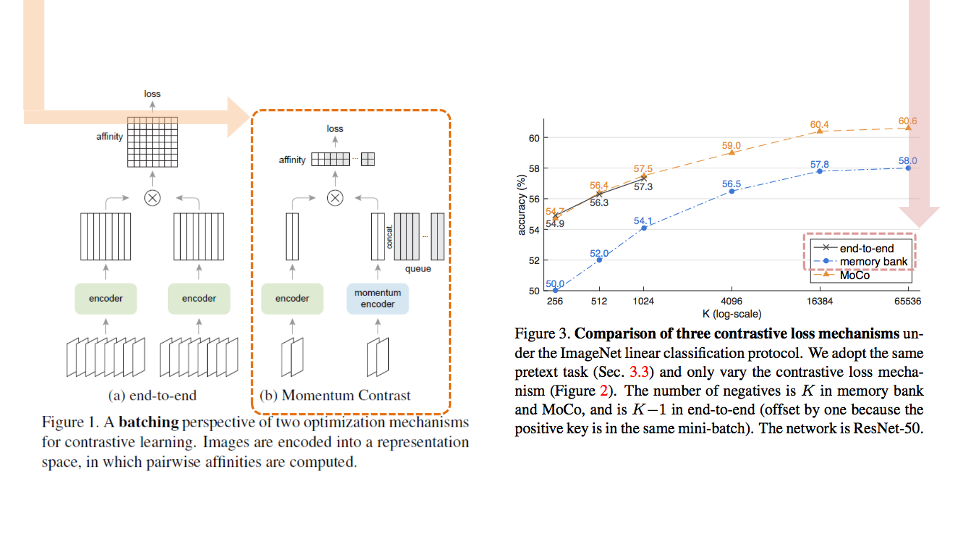 loss
affinity
encoder
encoder
(a) end-to-end
loss
affinity
...
concat.
...
queue
encoder
momentum
encoder
(b) Momentum Contrast
Figure 1. A batching perspective of two optimization mechanisms
for contrastive learning. Images are encoded into a representation
space, in which pairwise affinities are computed.
accuracy (%)
60
58
56
54
52
50
54.7
54.9
50.0
56.4
56.3
52.0
57.5
57.3
54.1
59.0
56.5
60.4
57.8
60.6
58.0
end-to-end
memory bank
MoCo
256
512
1024
4096
16384
65536
K (log-scale)
Figure 3. Comparison of three contrastive loss mechanisms un-
der the ImageNet linear classification protocol. We adopt the same
pretext task (Sec. 3.3) and only vary the contrastive loss mecha-
nism (Figure 2). The number of negatives is K in memory bank
and MoCo, and is K−1 in end-to-end (offset by one because the
positive key is in the same mini-batch). The network is ResNet-50.